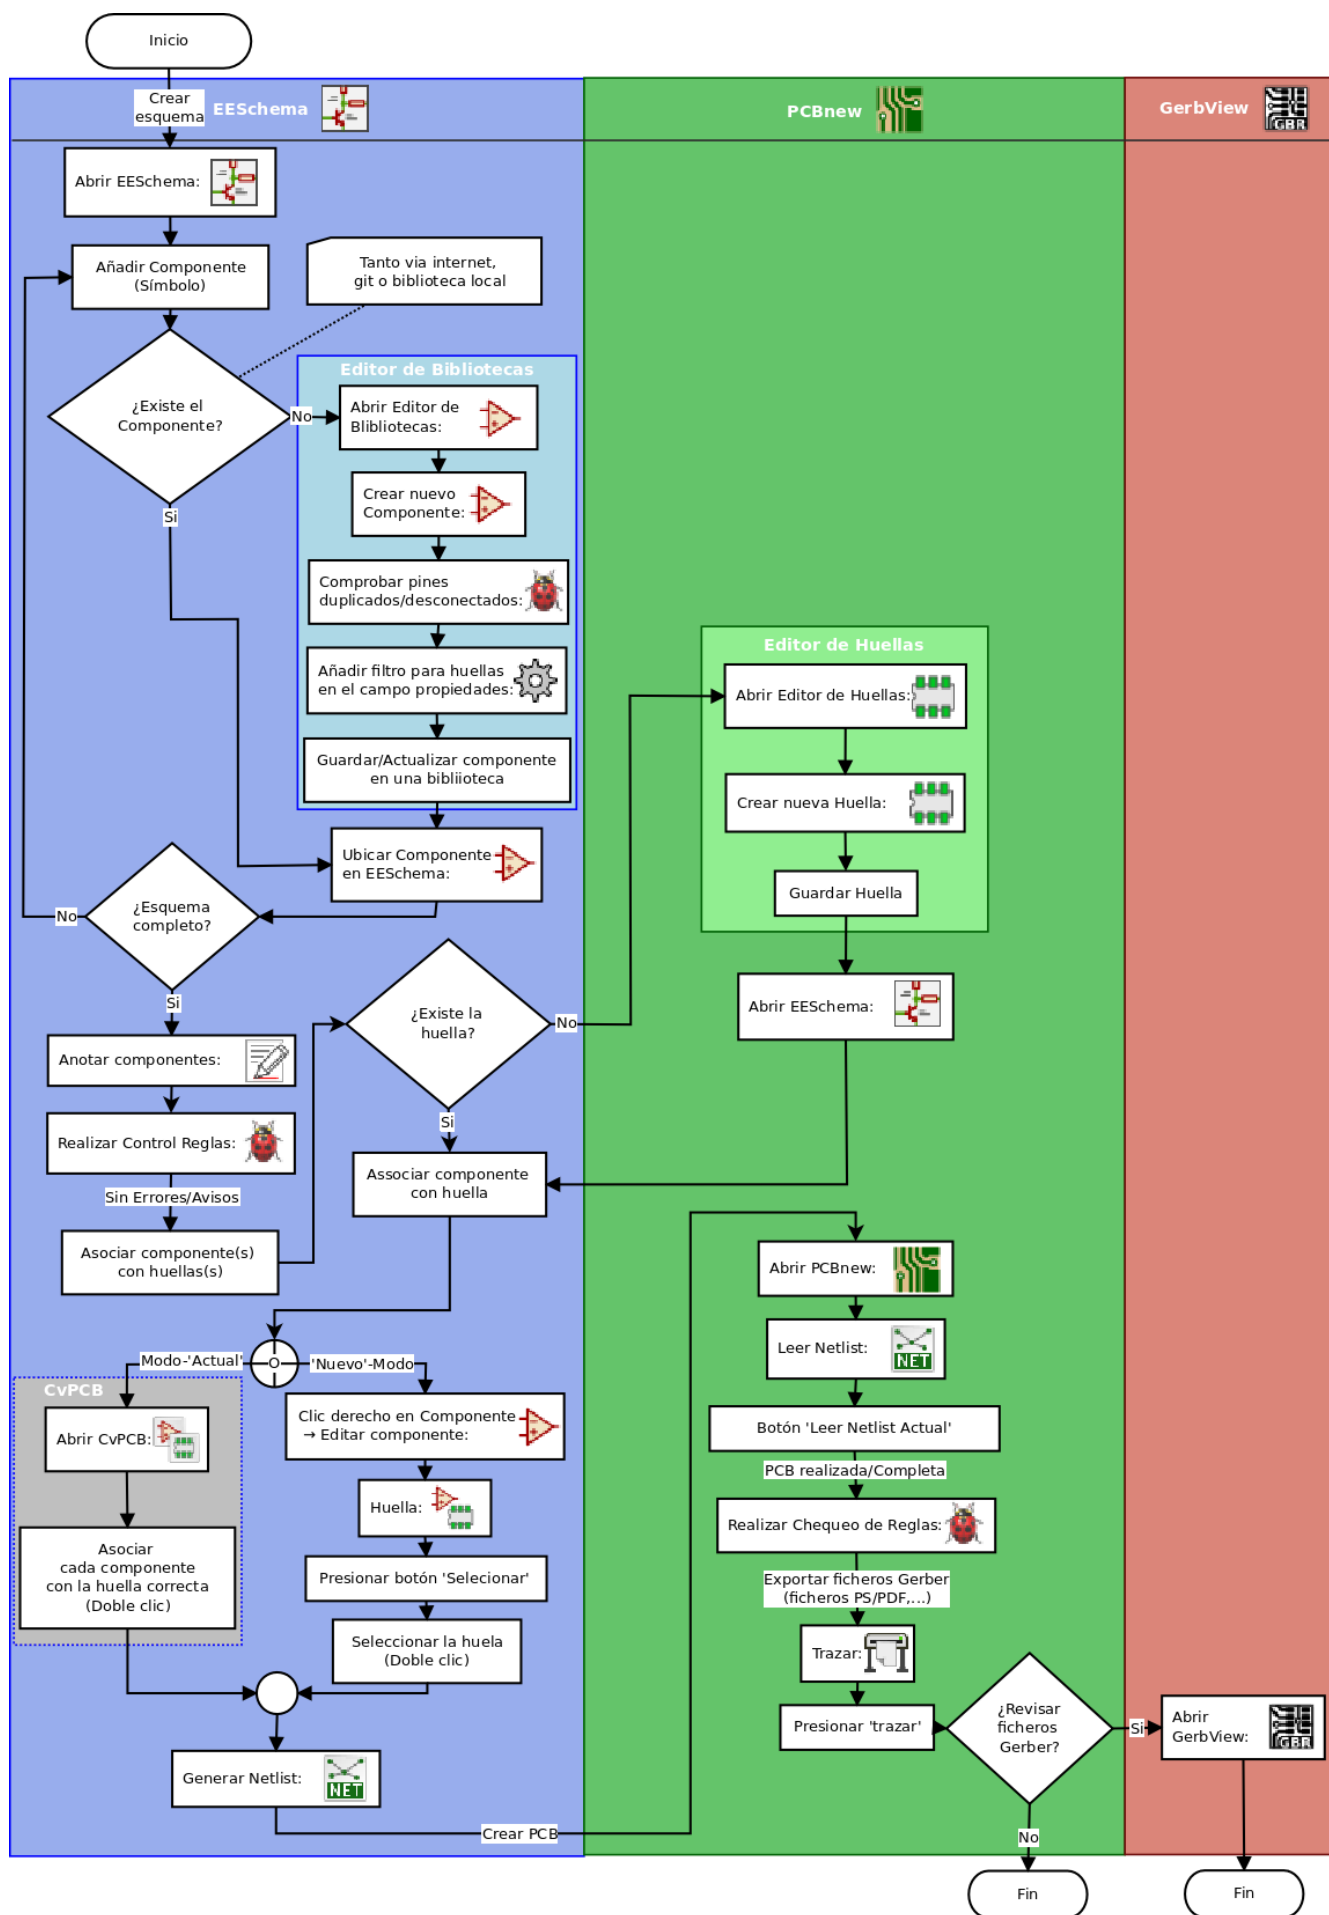 Inicio
Crear
esquema
EESchema
PCBnew
GerbView
GBR
Abrir EESchema:
Añadir Componente
(Símbolo)
Tanto via internet,
git o biblioteca local
¿Existe el
Componente?
No
Si
Editor de Bibliotecas
Abrir Editor de
Blibliotecas:
Crear nuevo
Componente:
Comprobar pines
duplicados/desconectados:
Añadir filtro para huellas
en el campo propiedades:
Guardar/Actualizar componente
en una bibliioteca
Ubicar Componente
en EESchema:
¿Esquema
completo?
No
Si
Anotar componentes:
Realizar Control Reglas:
Sin Errores/Avisos
Asociar componente(s)
con huellas(s)
¿Existe la
huella?
No
Si
Editor de Huellas
Abrir Editor de Huellas:
Crear nueva Huella:
Guardar Huella
Abrir EESchema:
Associar componente
con huella
O
Modo-'Actual'
'Nuevo'-Modo
CvPCB
Abrir CvPCB:
Asociar
cada componente
con la huella correcta
(Doble clic)
Clic derecho en Componente
→ Editar componente:
Huella:
Presionar botón 'Selecionar'
Seleccionar la huela
(Doble clic)
Generar Netlist:
NET
Crear PCB
Abrir PCBnew:
Leer Netlist:
NET
Botón 'Leer Netlist Actual'
PCB realizada/Completa
Realizar Chequeo de Reglas:
Exportar ficheros Gerber
(ficheros PS/PDF,...)
Trazar:
Presionar 'trazar'
¿Revisar
ficheros
Gerber?
Si
No
Abrir
GerbView:
GBR
Fin
Fin